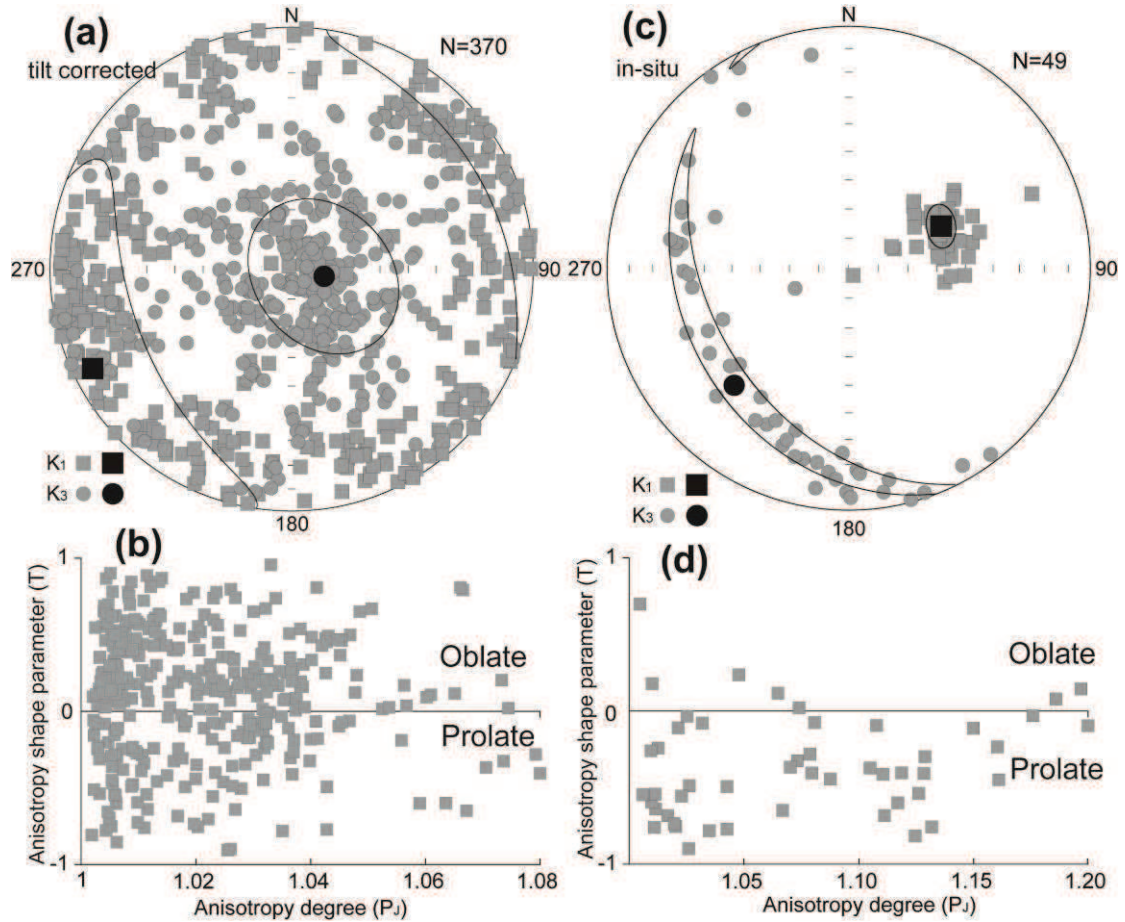 (a)
tilt corrected
N
N=370
270
90
180
K1
K3
(c)
in-situ
N
N=49
270
90
180
K1
K3
(b)
Anisotropy shape parameter (T)
1
0
-1
Oblate
Prolate
1
1.02
1.04
1.06
1.08
Anisotropy degree (PJ)
(d)
Anisotropy shape parameter (T)
1
0
-1
Oblate
Prolate
1.05
1.10
1.15
1.20
Anisotropy degree (PJ)